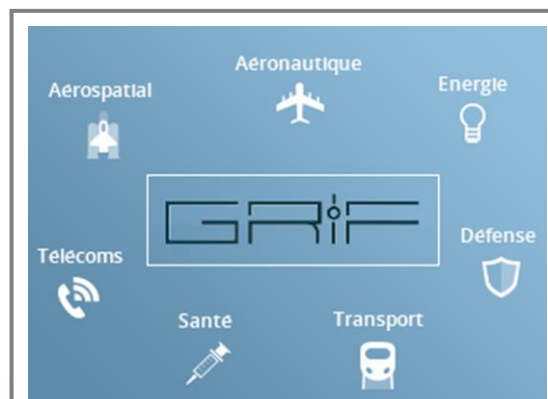 Aéronautique
Aérospatial
Energie
GRiF
Défense
Télécoms
Santé
Transport